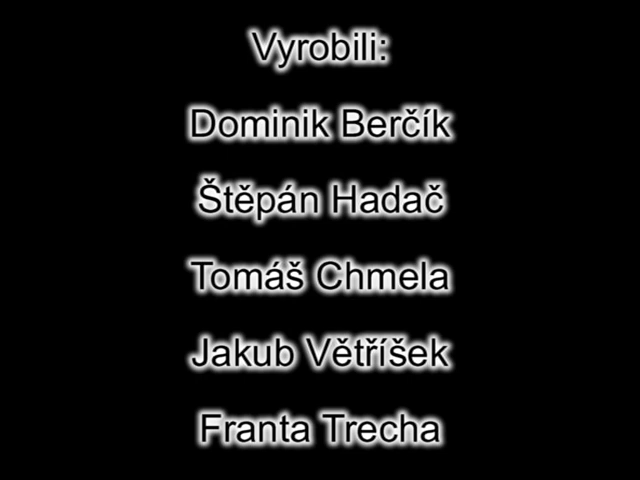 Vyrobili:
Dominik Berčík
Štěpán Hadač
Tomáš Chmela
Jakub Větříšek
Franta Trecha